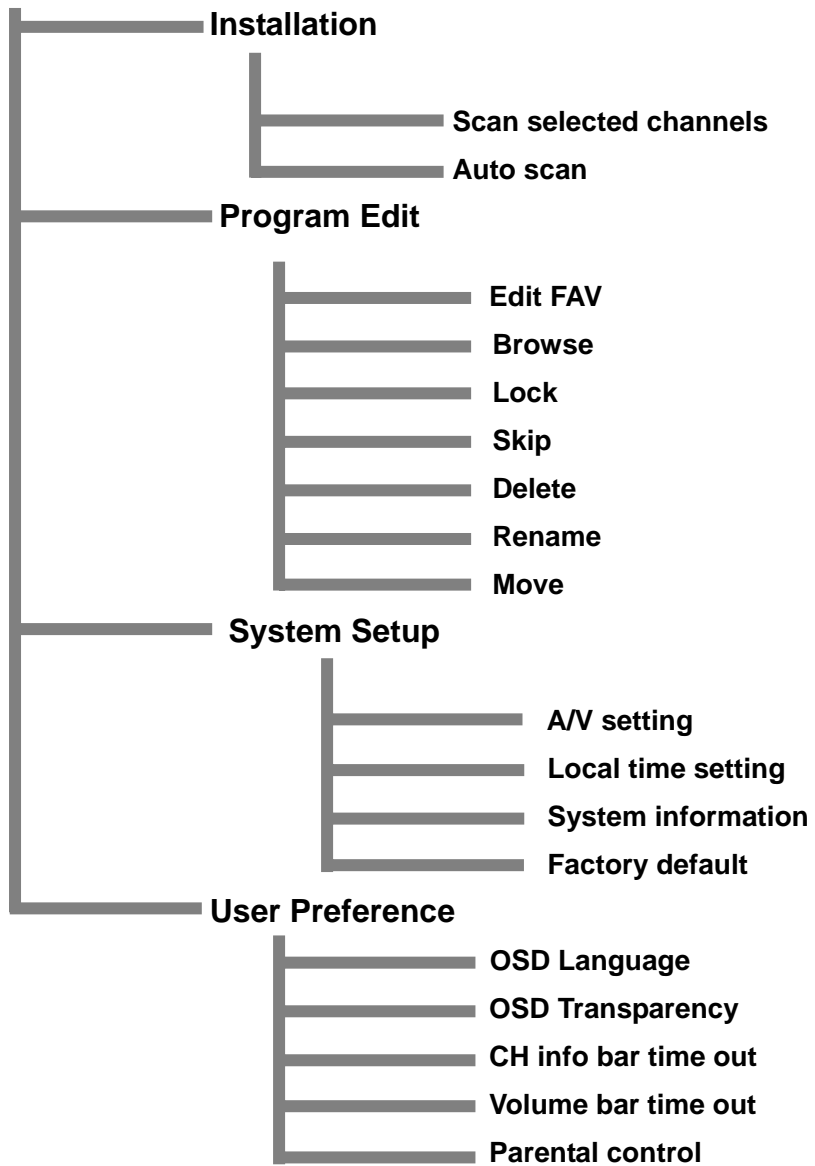 Installation
Scan selected channels
Auto scan
Program Edit
Edit FAV
Browse
Lock
Skip
Delete
Rename
Move
System Setup
A/V setting
Local time setting
System information
Factory default
User Preference
OSD Language
OSD Transparency
CH info bar time out
Volume bar time out
Parental control